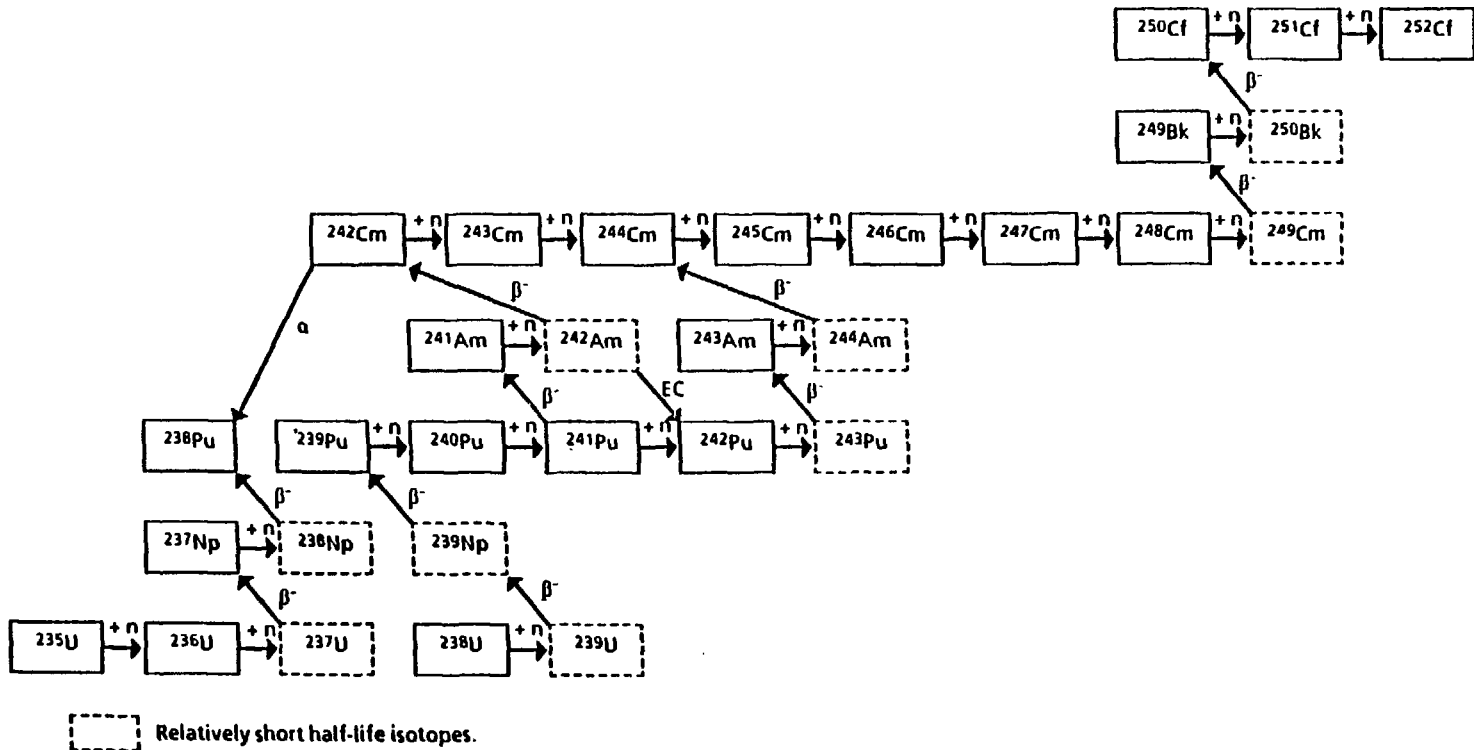 250Cf + n 251Cf + n 252Cf
β-
249Bk + n 250Bk
β-
242Cm + n 243Cm + n 244Cm + n 245Cm + n 246Cm + n 247Cm + n 248Cm + n 249Cm
β- β-
α 241Am + n 242Am 243Am + n 244Am
β- EC β-
238Pu 239Pu + n 240Pu + n 241Pu + n 242Pu + n 243Pu
β- β-
237Np + n 238Np 239Np
β- β-
235U + n 236U + n 237U 238U + n 239U
Relatively short half-life isotopes.